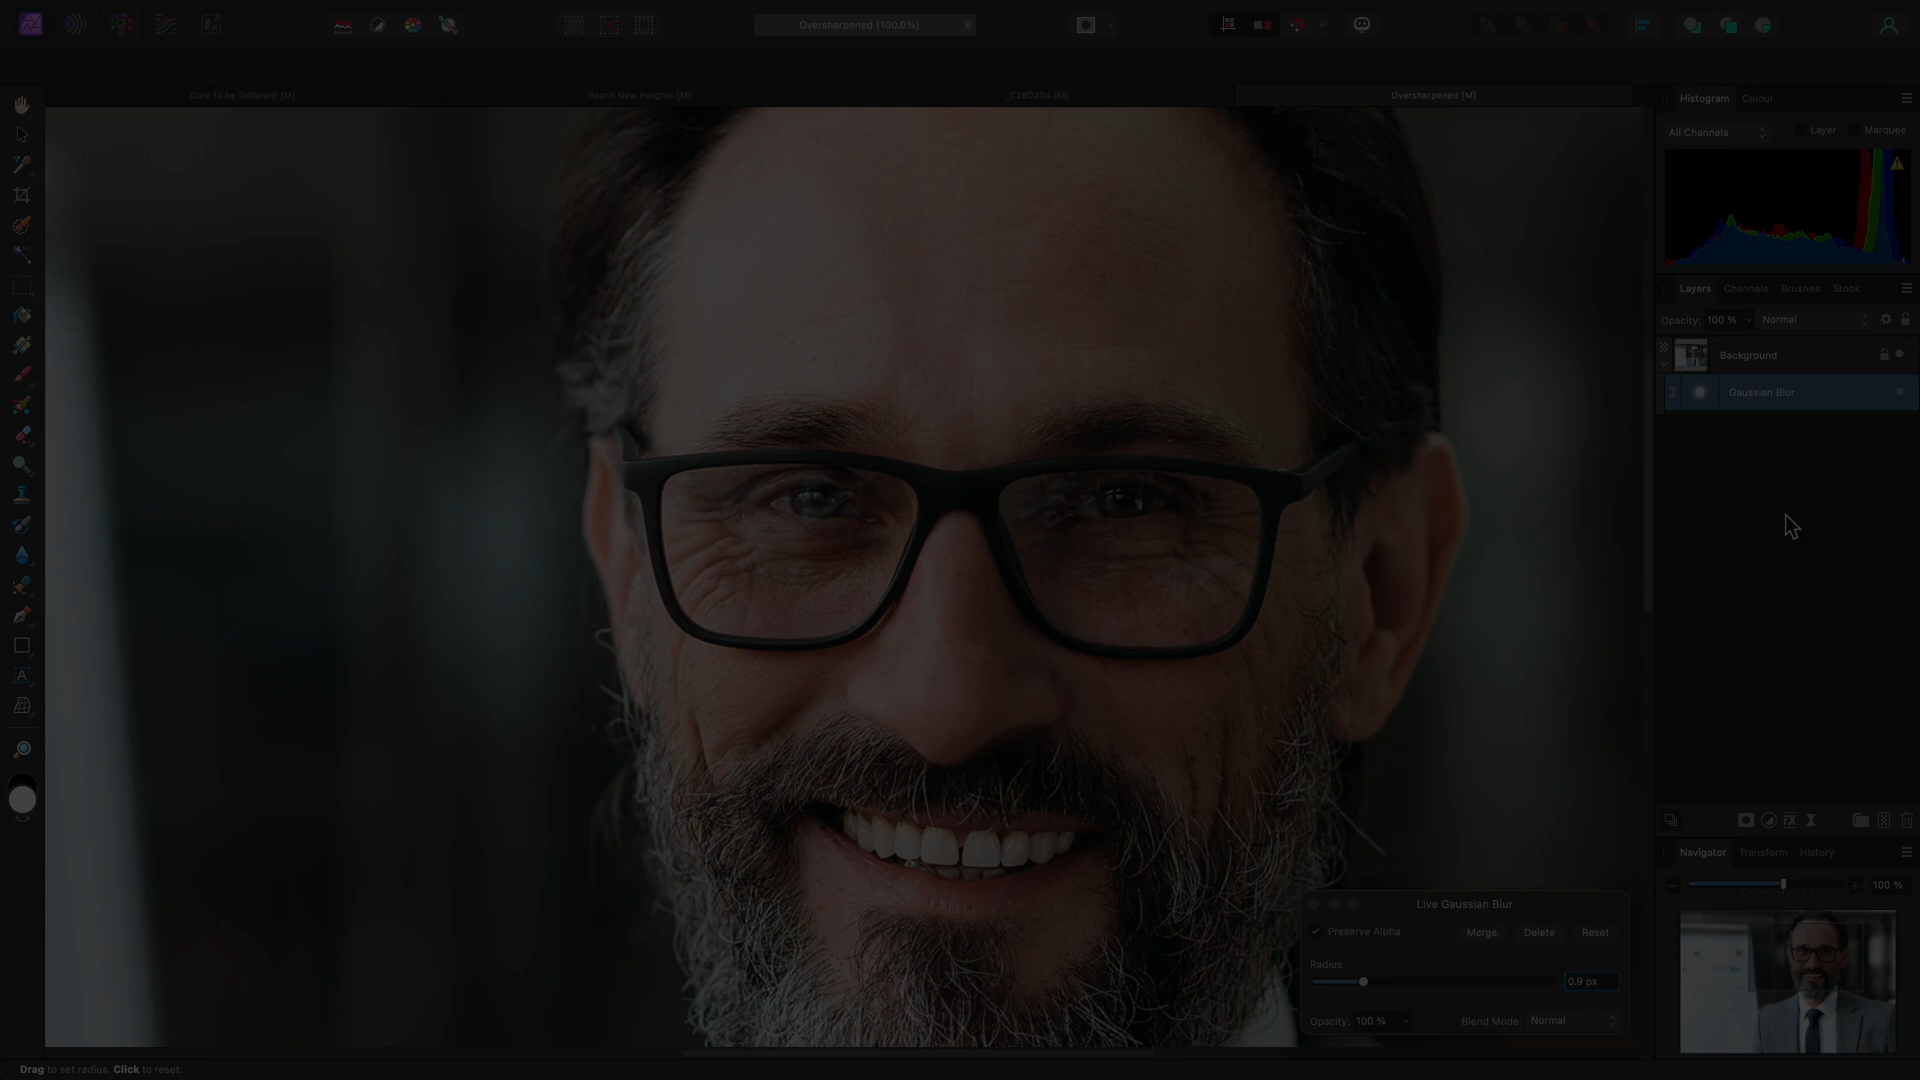 Oversharpened (100.0%)
Dare to be Different [M]
Reach New Heights [M]
_C280204 [M]
Oversharpened [M]
Histogram Colour
All Channels Layer Marquee
Layers Channels Brushes Stock
Opacity: 100 % Normal
Background
Gaussian Blur
Navigator Transform History
100 %
Live Gaussian Blur
Preserve Alpha Merge Delete Reset
Radius
0.9 px
Opacity: 100 % Blend Mode: Normal
Drag to set radius. Click to reset.